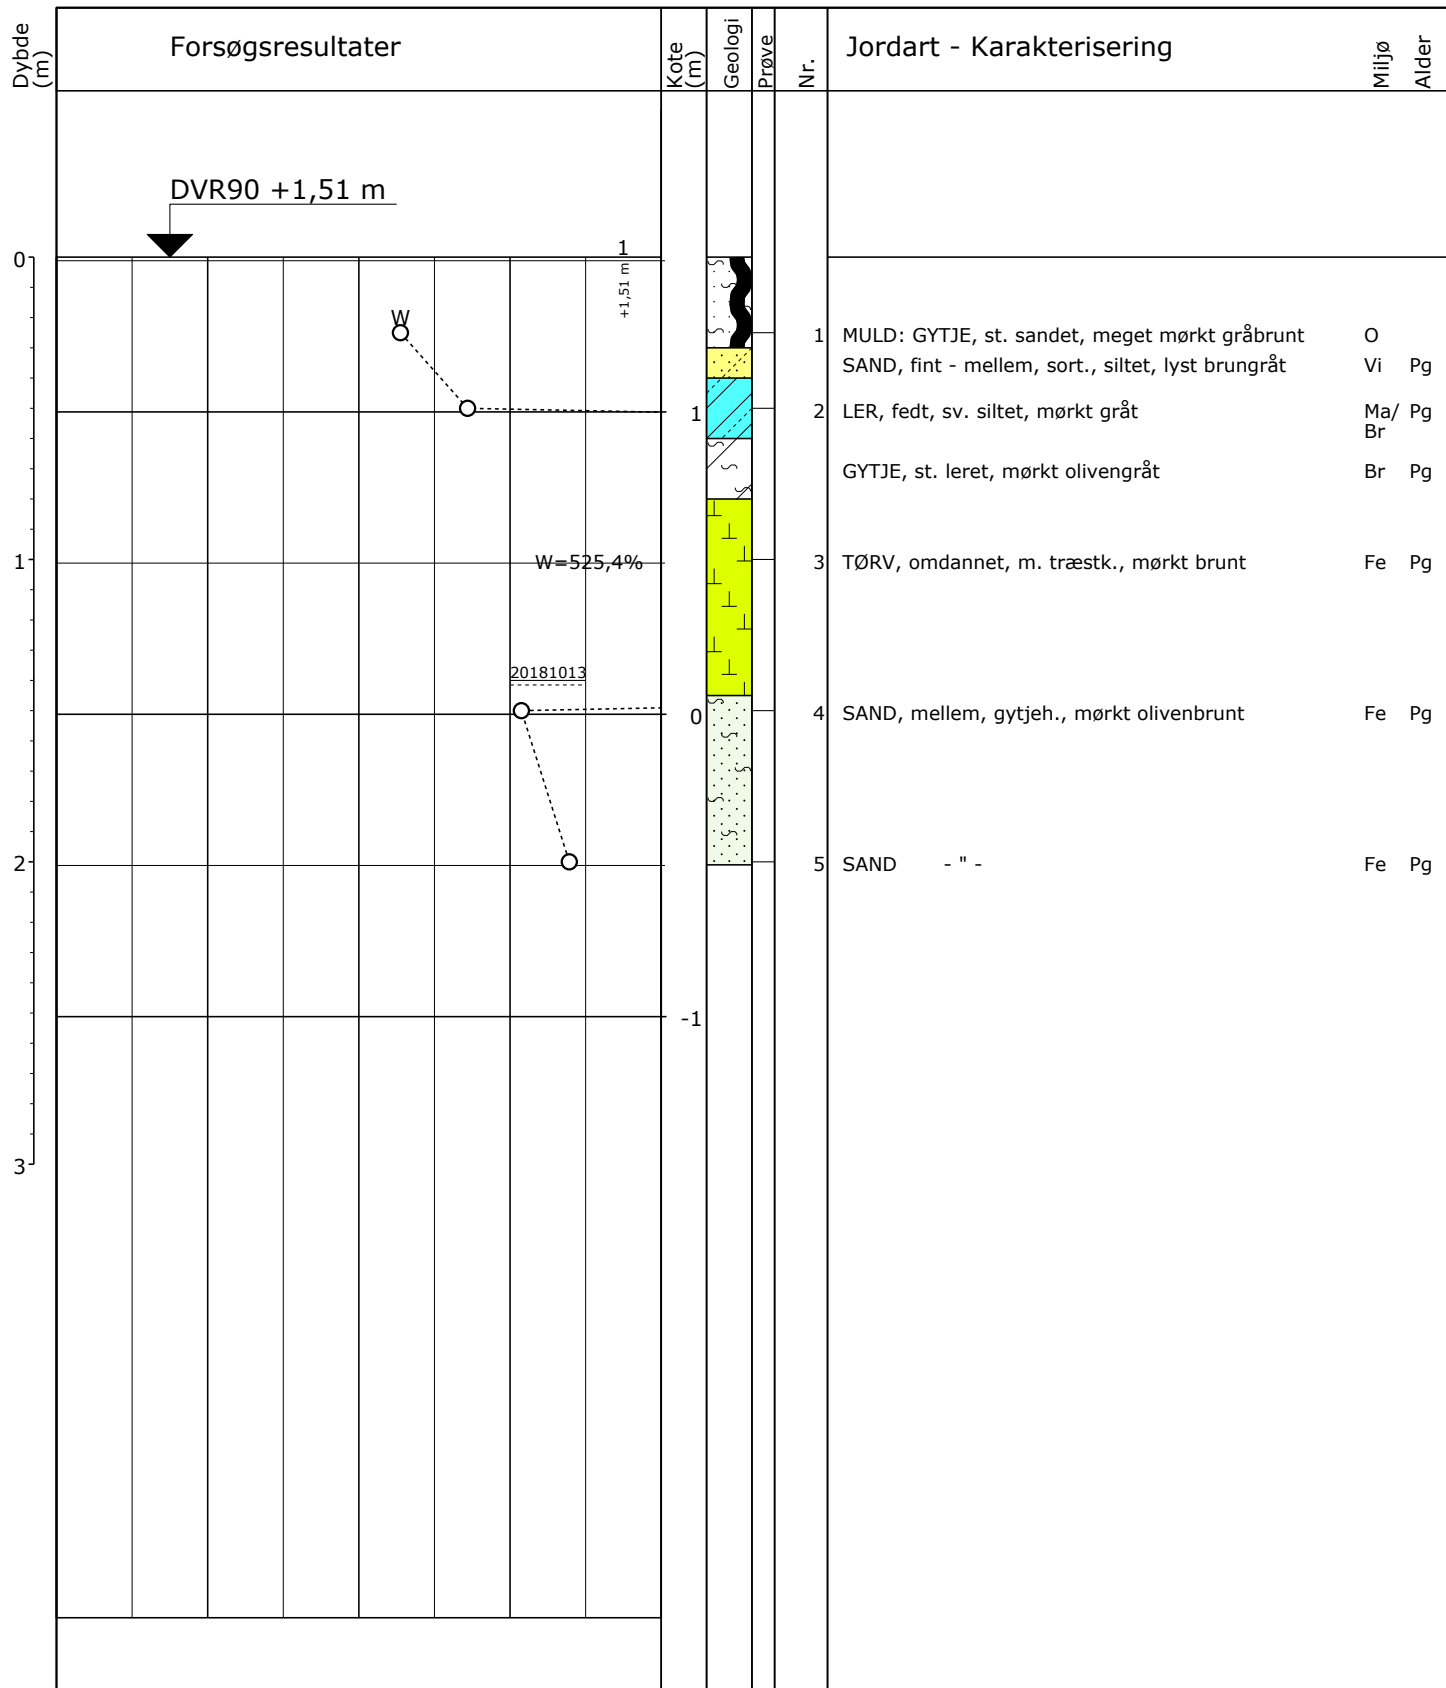 Dybde (m)
Forsøgsresultater
Kote (m)
Geologi
Prøve
Nr.
Jordart - Karakterisering
Miljø
Alder
DVR90 +1,51 m
1
+1,51 m
0
W
1 MULD: GYTJE, st. sandet, meget mørkt gråbrunt O
SAND, fint - mellem, sort., siltet, lyst brungråt Vi Pg
1 2 LER, fedt, sv. siltet, mørkt gråt Ma/ Pg
Br
GYTJE, st. leret, mørkt olivengråt Br Pg
1 W=525,4% 3 TØRV, omdannet, m. træstk., mørkt brunt Fe Pg
20181013
0 4 SAND, mellem, gytjeh., mørkt olivenbrunt Fe Pg
2 5 SAND - " - Fe Pg
-1
3